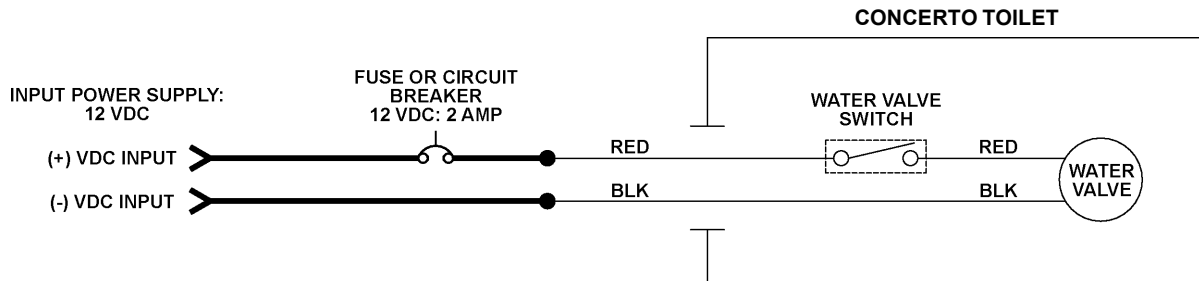 CONCERTO TOILET
FUSE OR CIRCUIT
BREAKER
12 VDC: 2 AMP
INPUT POWER SUPPLY:
12 VDC
WATER VALVE
SWITCH
(+) VDC INPUT
RED
RED
WATER
VALVE
(-) VDC INPUT
BLK
BLK